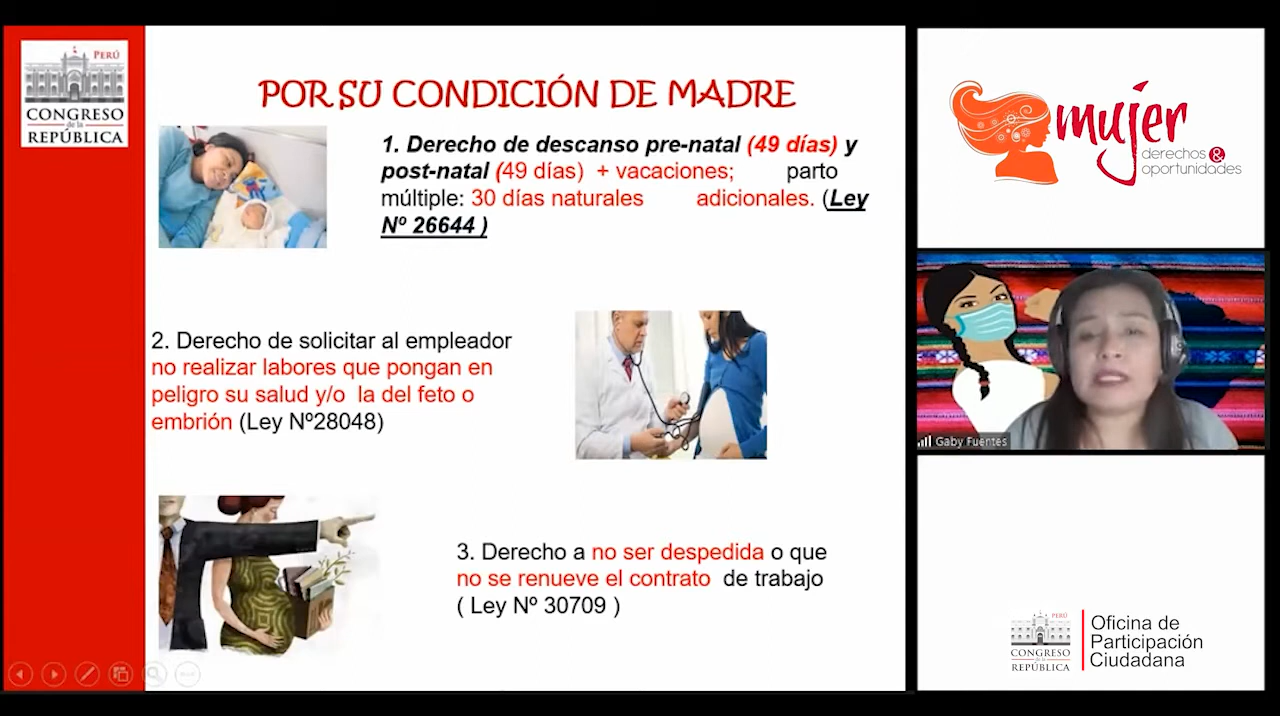 PERÚ
CONGRESO
de la
REPÚBLICA
POR SU CONDICIÓN DE MADRE
1. Derecho de descanso pre-natal (49 días) y
post-natal (49 días) + vacaciones; parto
múltiple: 30 días naturales adicionales. (Ley
Nº 26644 )
2. Derecho de solicitar al empleador
no realizar labores que pongan en
peligro su salud y/o la del feto o
embrión (Ley Nº28048)
3. Derecho a no ser despedida o que
no se renueve el contrato de trabajo
( Ley Nº 30709 )
mujer
derechos &
oportunidades
Gaby Fuentes
PERÚ
CONGRESO
de la
REPÚBLICA
Oficina de
Participación
Ciudadana